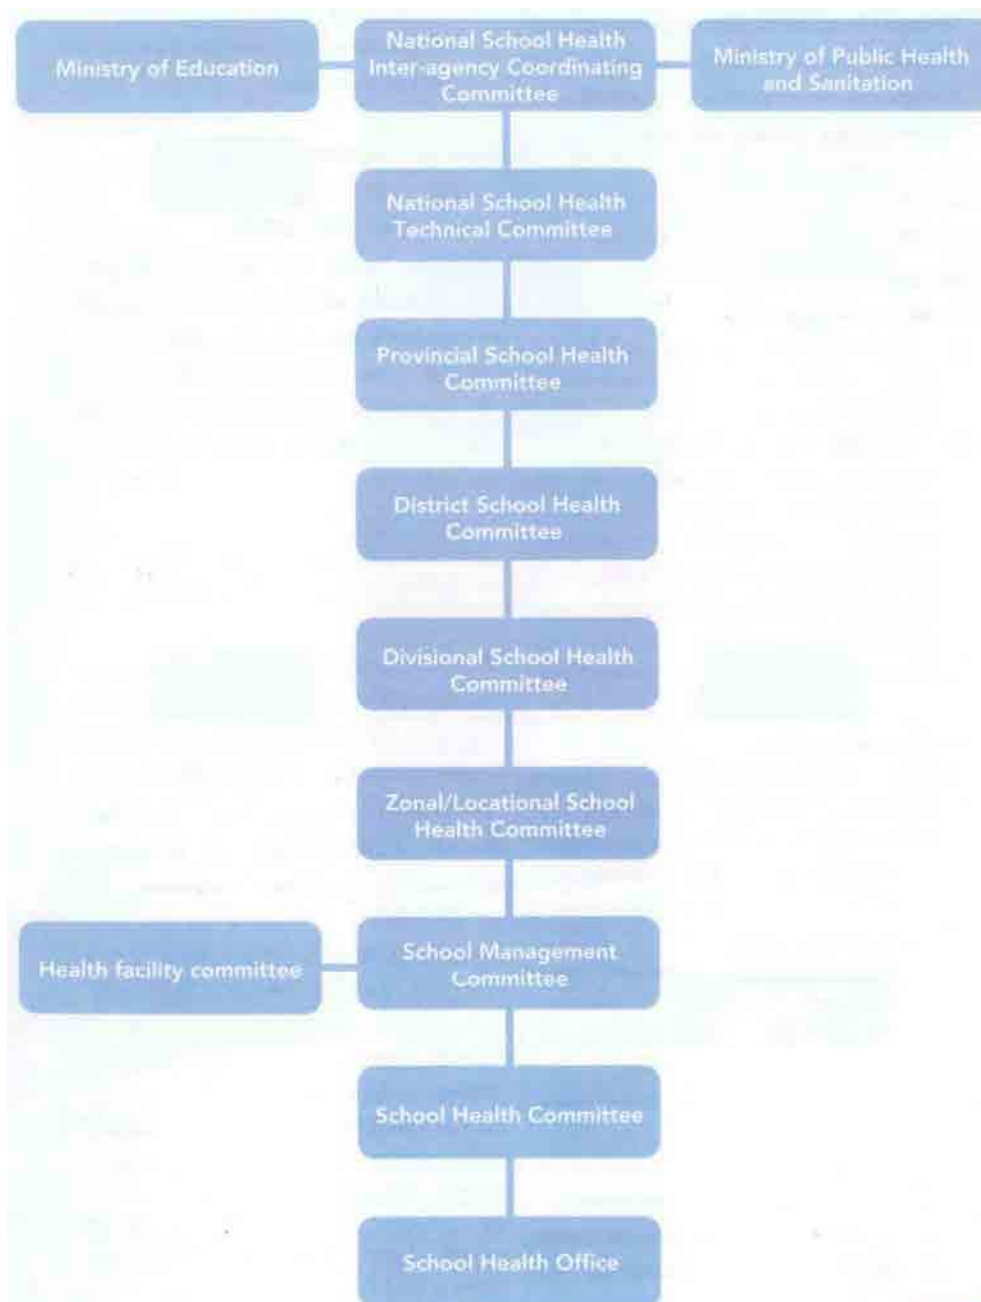 Ministry of Education
National School Health
Inter-agency Coordinating
Committee
Ministry of Public Health
and Sanitation
National School Health
Technical Committee
Provincial School Health
Committee
District School Health
Committee
Divisional School Health
Committee
Zonal/Locational School
Health Committee
Health facility committee
School Management
Committee
School Health Committee
School Health Office